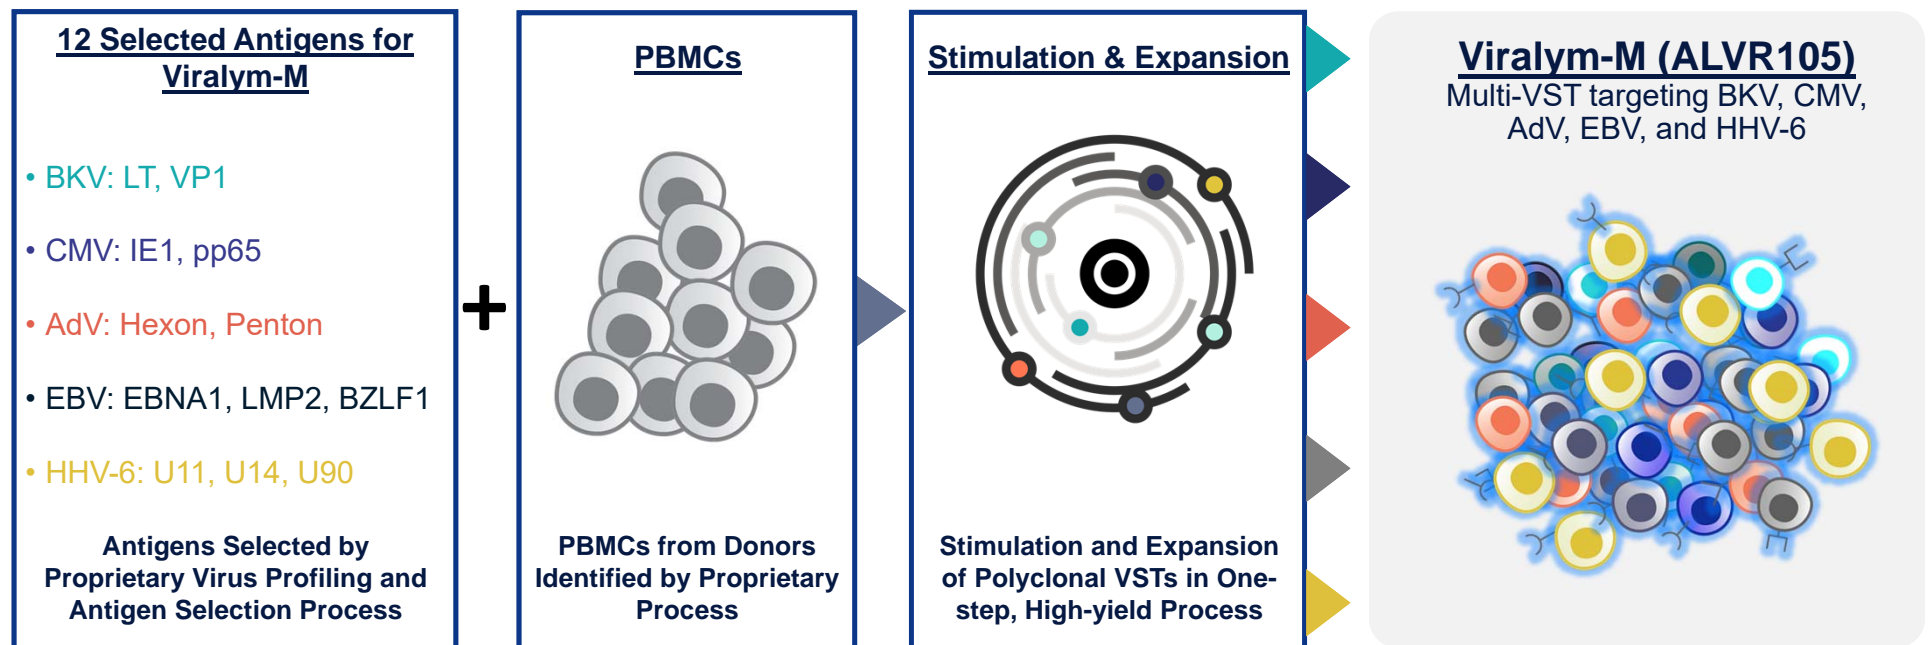 12 Selected Antigens for
Viralym-M
• BKV: LT, VP1
• CMV: IE1, pp65
• AdV: Hexon, Penton
• EBV: EBNA1, LMP2, BZLF1
• HHV-6: U11, U14, U90
Antigens Selected by
Proprietary Virus Profiling and
Antigen Selection Process
+
PBMCs
PBMCs from Donors
Identified by Proprietary
Process
Stimulation & Expansion
Stimulation and Expansion
of Polyclonal VSTs in One-
step, High-yield Process
Viralym-M (ALVR105)
Multi-VST targeting BKV, CMV,
AdV, EBV, and HHV-6